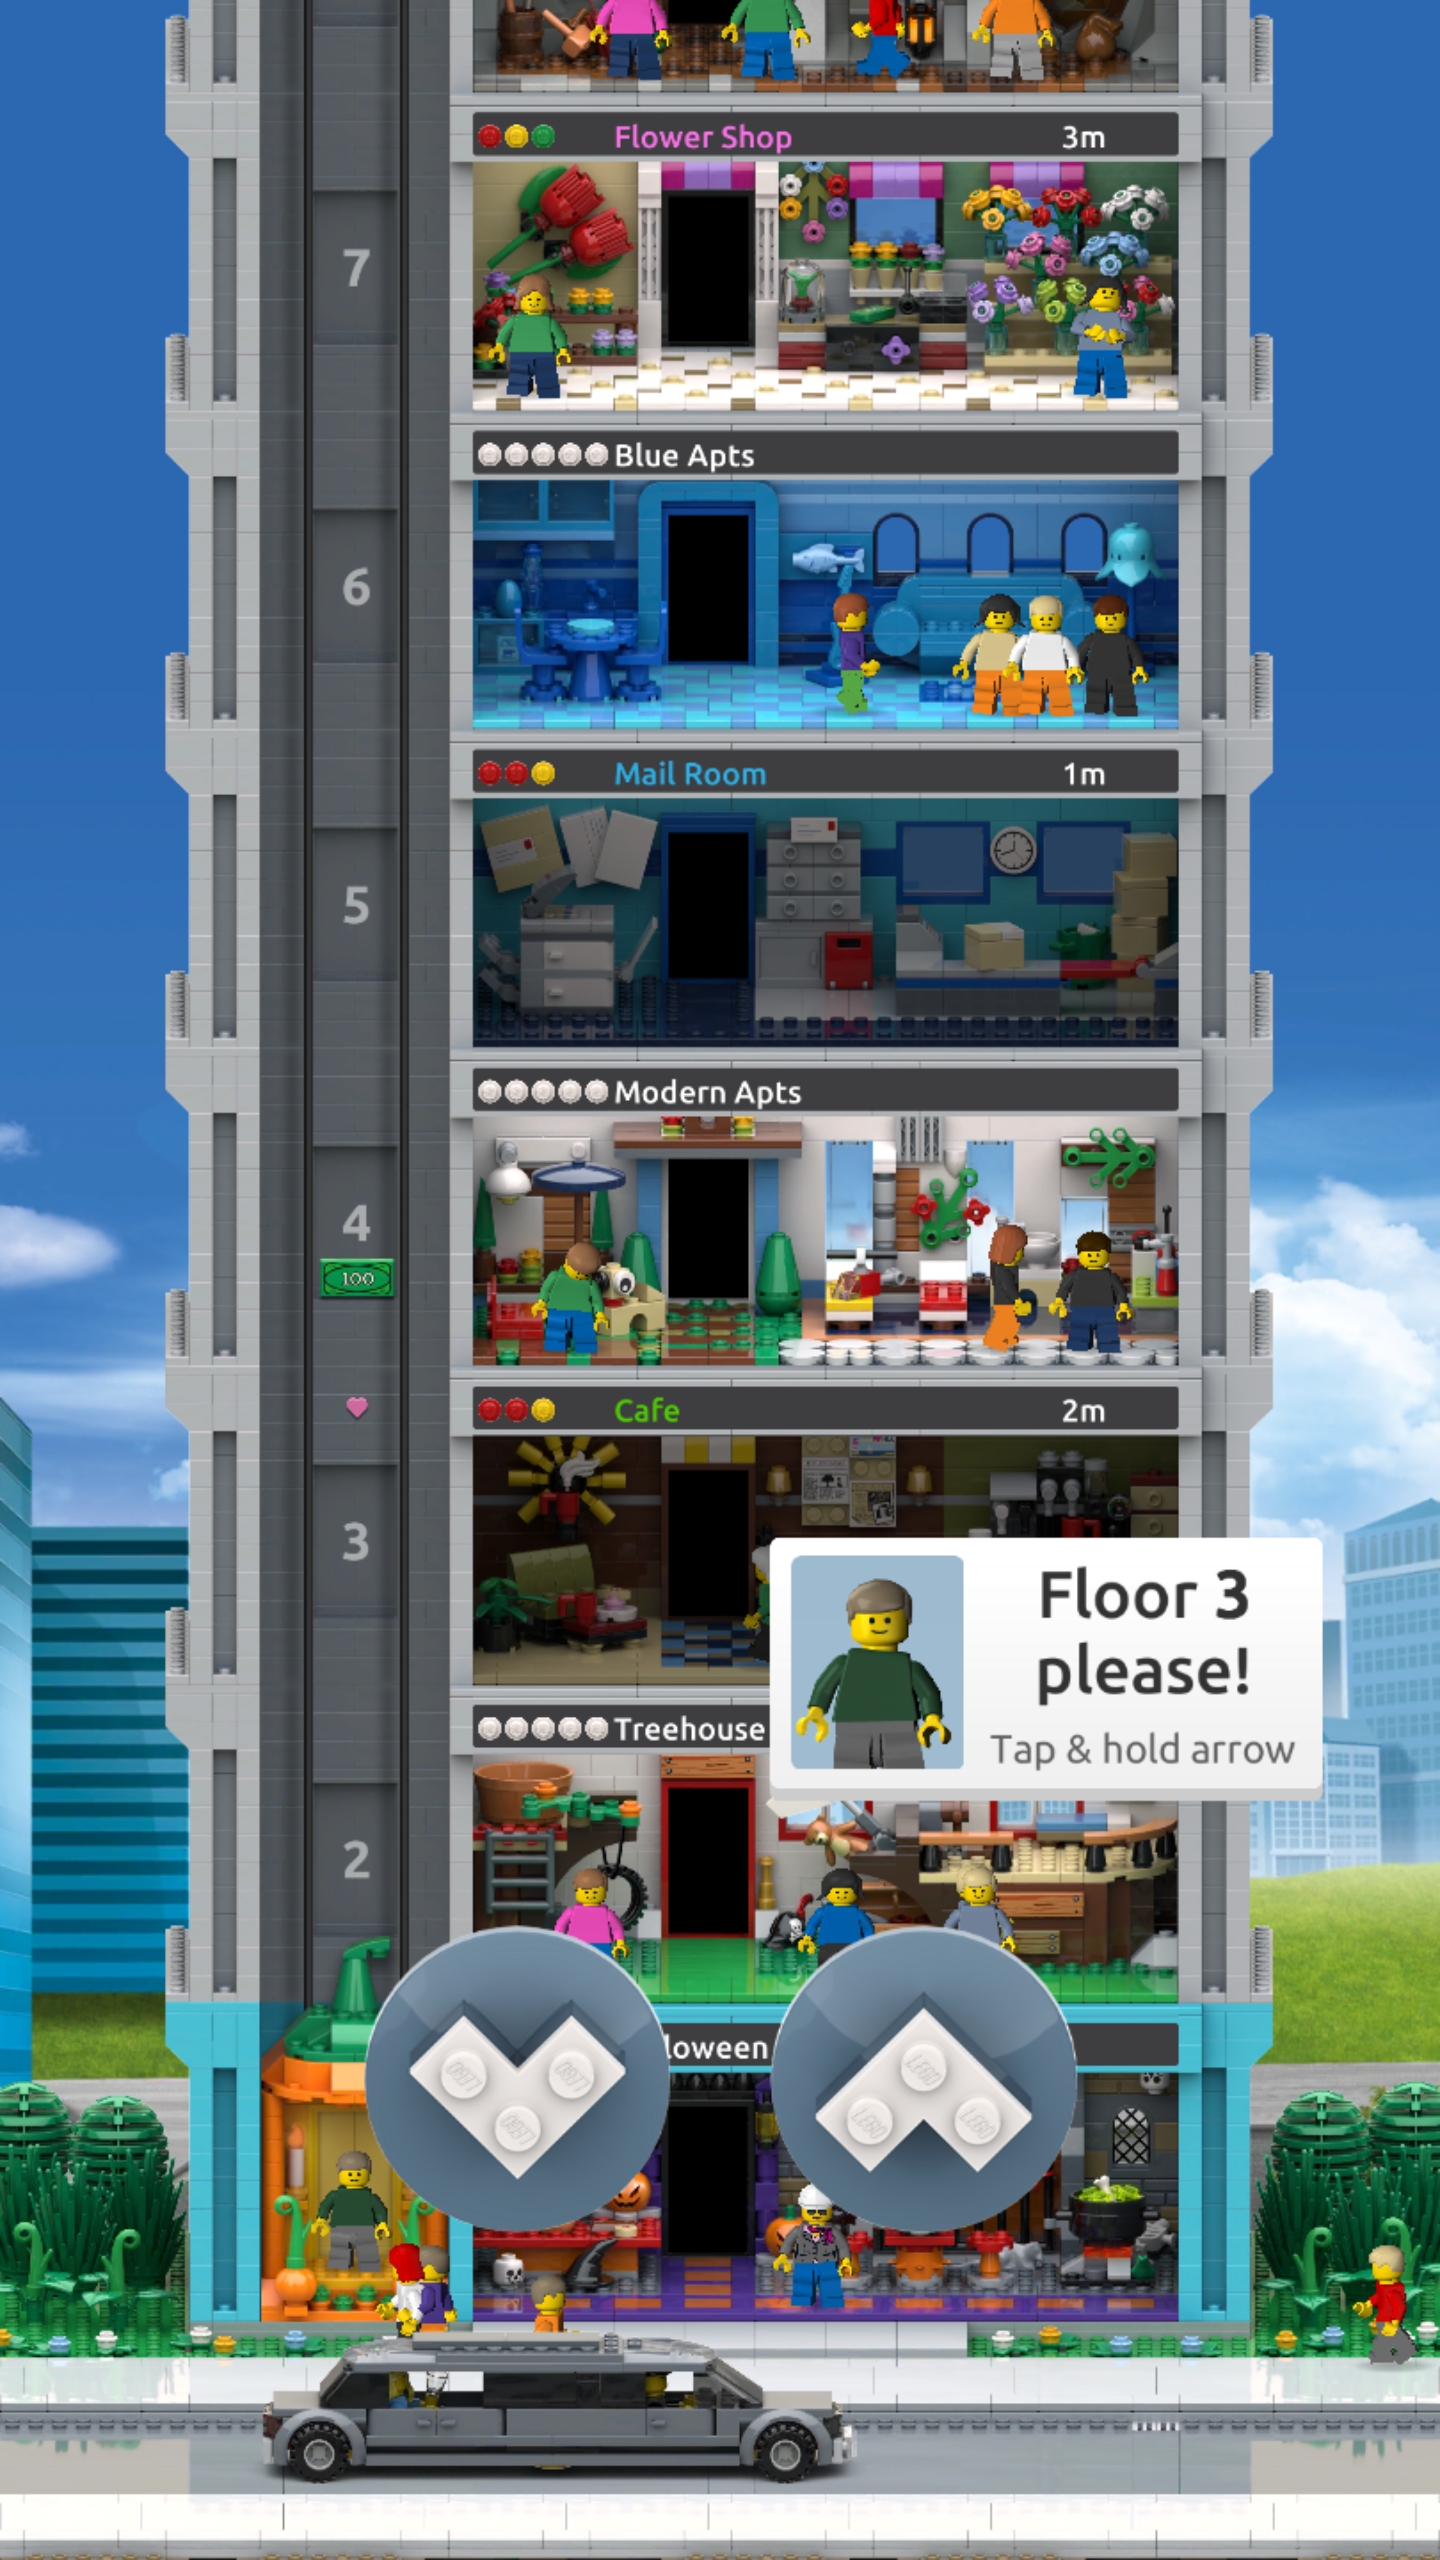 Flower Shop 3m
7
Blue Apts
6
Mail Room 1m
5
Modern Apts
4
100
Cafe 2m
3
Floor 3
please!
Tap & hold arrow
Treehouse
2
loween